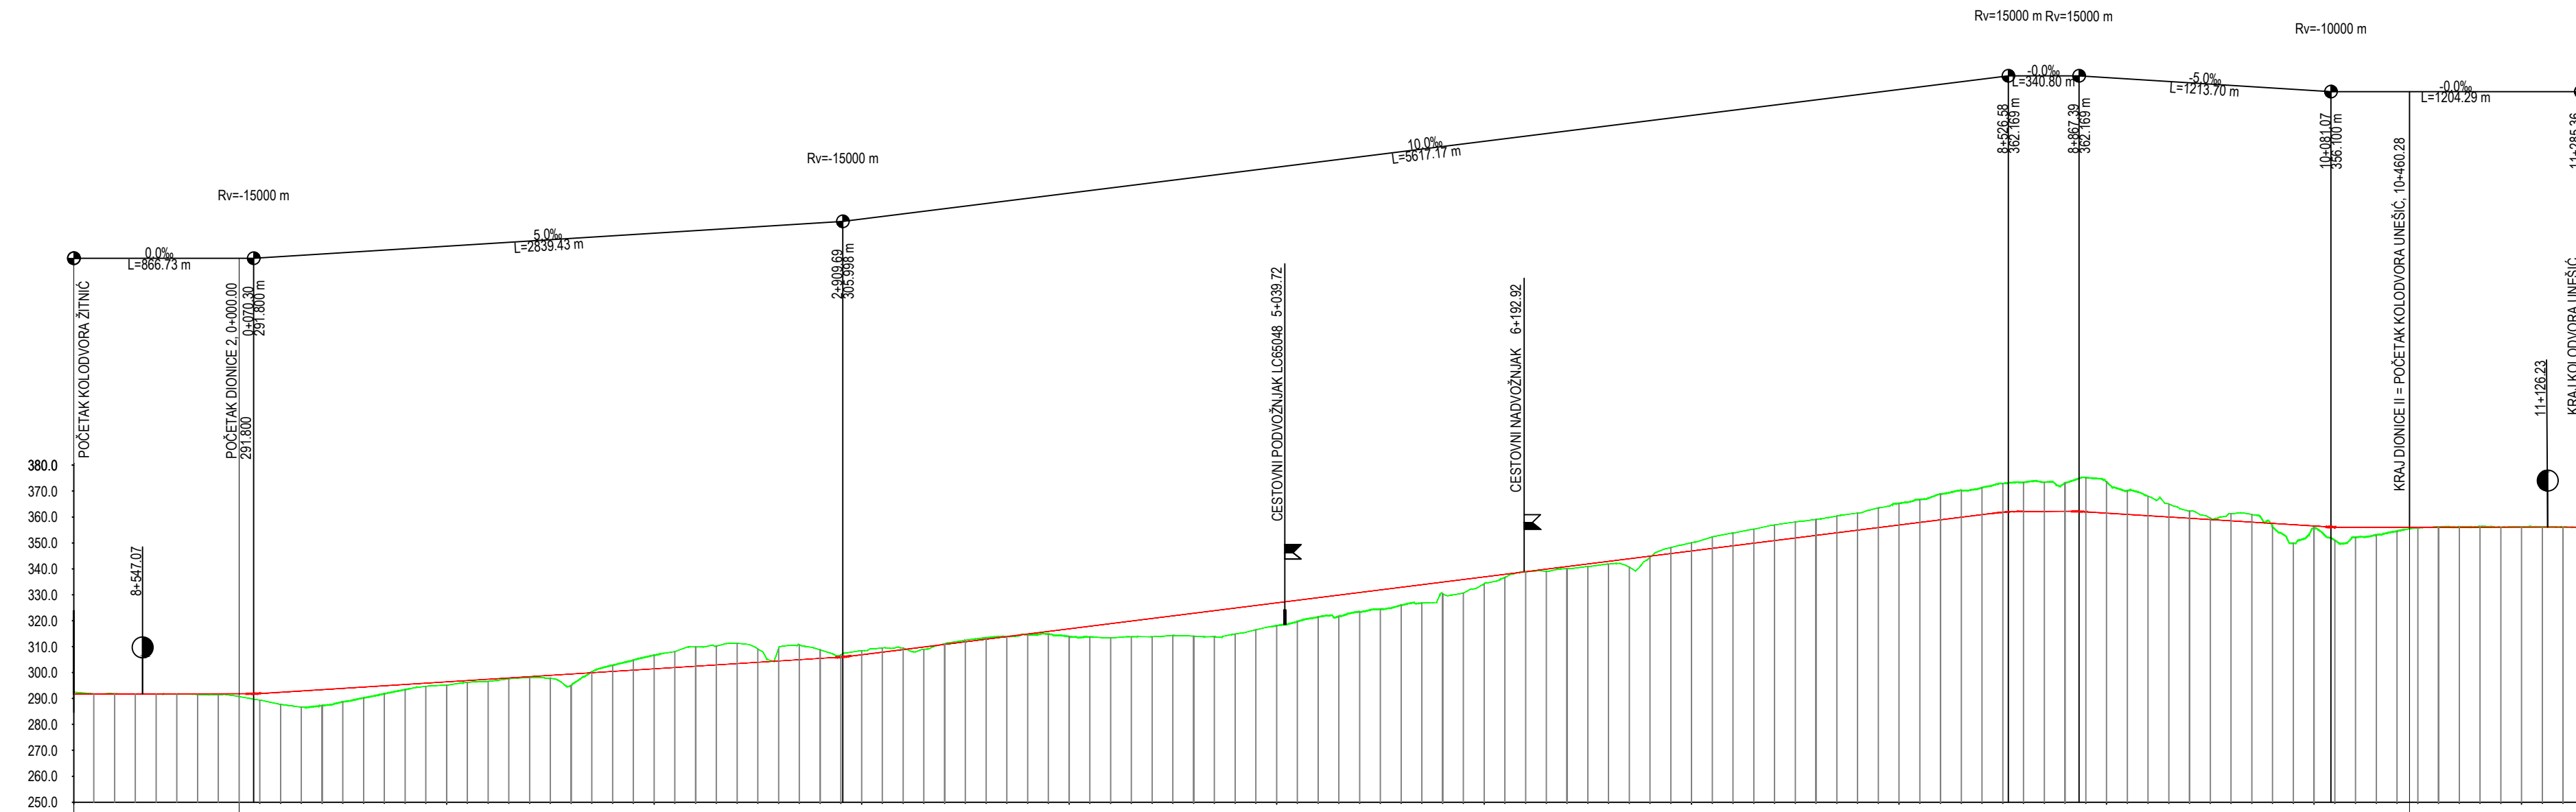 Rv=15000 m
Rv=15000 m
Rv=-10000 m
-0.0‰
L=340.80 m
-5.0‰
L=1213.70 m
-0.0‰
L=1204.29 m
8+526.58
362.169 m
8+867.39
362.169 m
10+081.07
356.100 m
11+285.36
10.0‰
L=5617.17 m
Rv=-15000 m
Rv=-15000 m
5.0‰
L=2839.43 m
0.0‰
L=866.73 m
POČETAK KOLODVORA ŽITNIĆ
POČETAK DIONICE 2, 0+000.00
291.800
0+070.30
291.800 m
2+909.69
305.998 m
CESTOVNI PODVOŽNJAK LC65048 5+039.72
CESTOVNI NADVOŽNJAK 6+192.92
KRAJ DIONICE II = POČETAK KOLODVORA UNEŠIĆ, 10+460.28
KRAJ KOLODVORA UNEŠIĆ
11+126.23
8+547.07
380.0
370.0
360.0
350.0
340.0
330.0
320.0
310.0
300.0
290.0
280.0
270.0
260.0
250.0